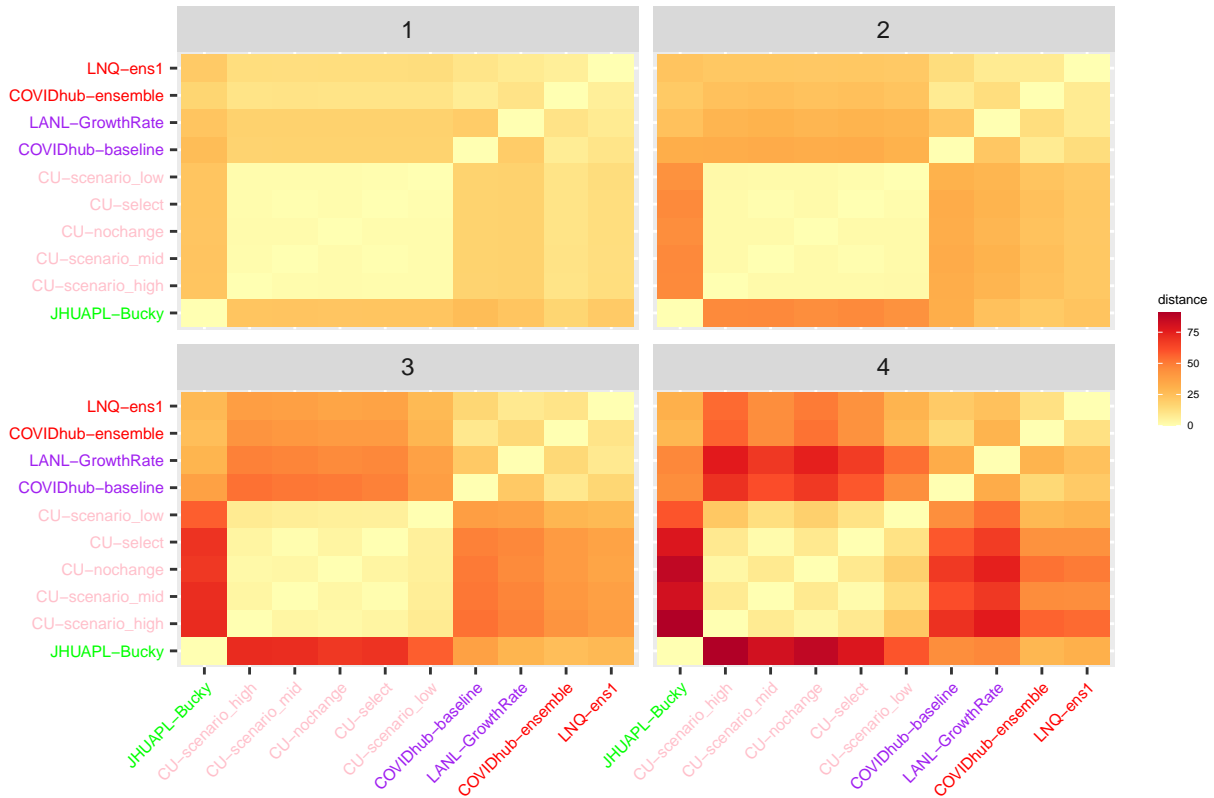 1
2
LNQ−ens1
COVIDhub−ensemble
LANL−GrowthRate
COVIDhub−baseline
CU−scenario_low
CU−select
CU−nochange
CU−scenario_mid
CU−scenario_high
JHUAPL−Bucky
distance
75
50
25
0
3
4
LNQ−ens1
COVIDhub−ensemble
LANL−GrowthRate
COVIDhub−baseline
CU−scenario_low
CU−select
CU−nochange
CU−scenario_mid
CU−scenario_high
JHUAPL−Bucky
JHUAPL−Bucky
CU−scenario_high
CU−scenario_mid
CU−nochange
CU−select
CU−scenario_low
COVIDhub−baseline
LANL−GrowthRate
COVIDhub−ensemble
LNQ−ens1
JHUAPL−Bucky
CU−scenario_high
CU−scenario_mid
CU−nochange
CU−select
CU−scenario_low
COVIDhub−baseline
LANL−GrowthRate
COVIDhub−ensemble
LNQ−ens1